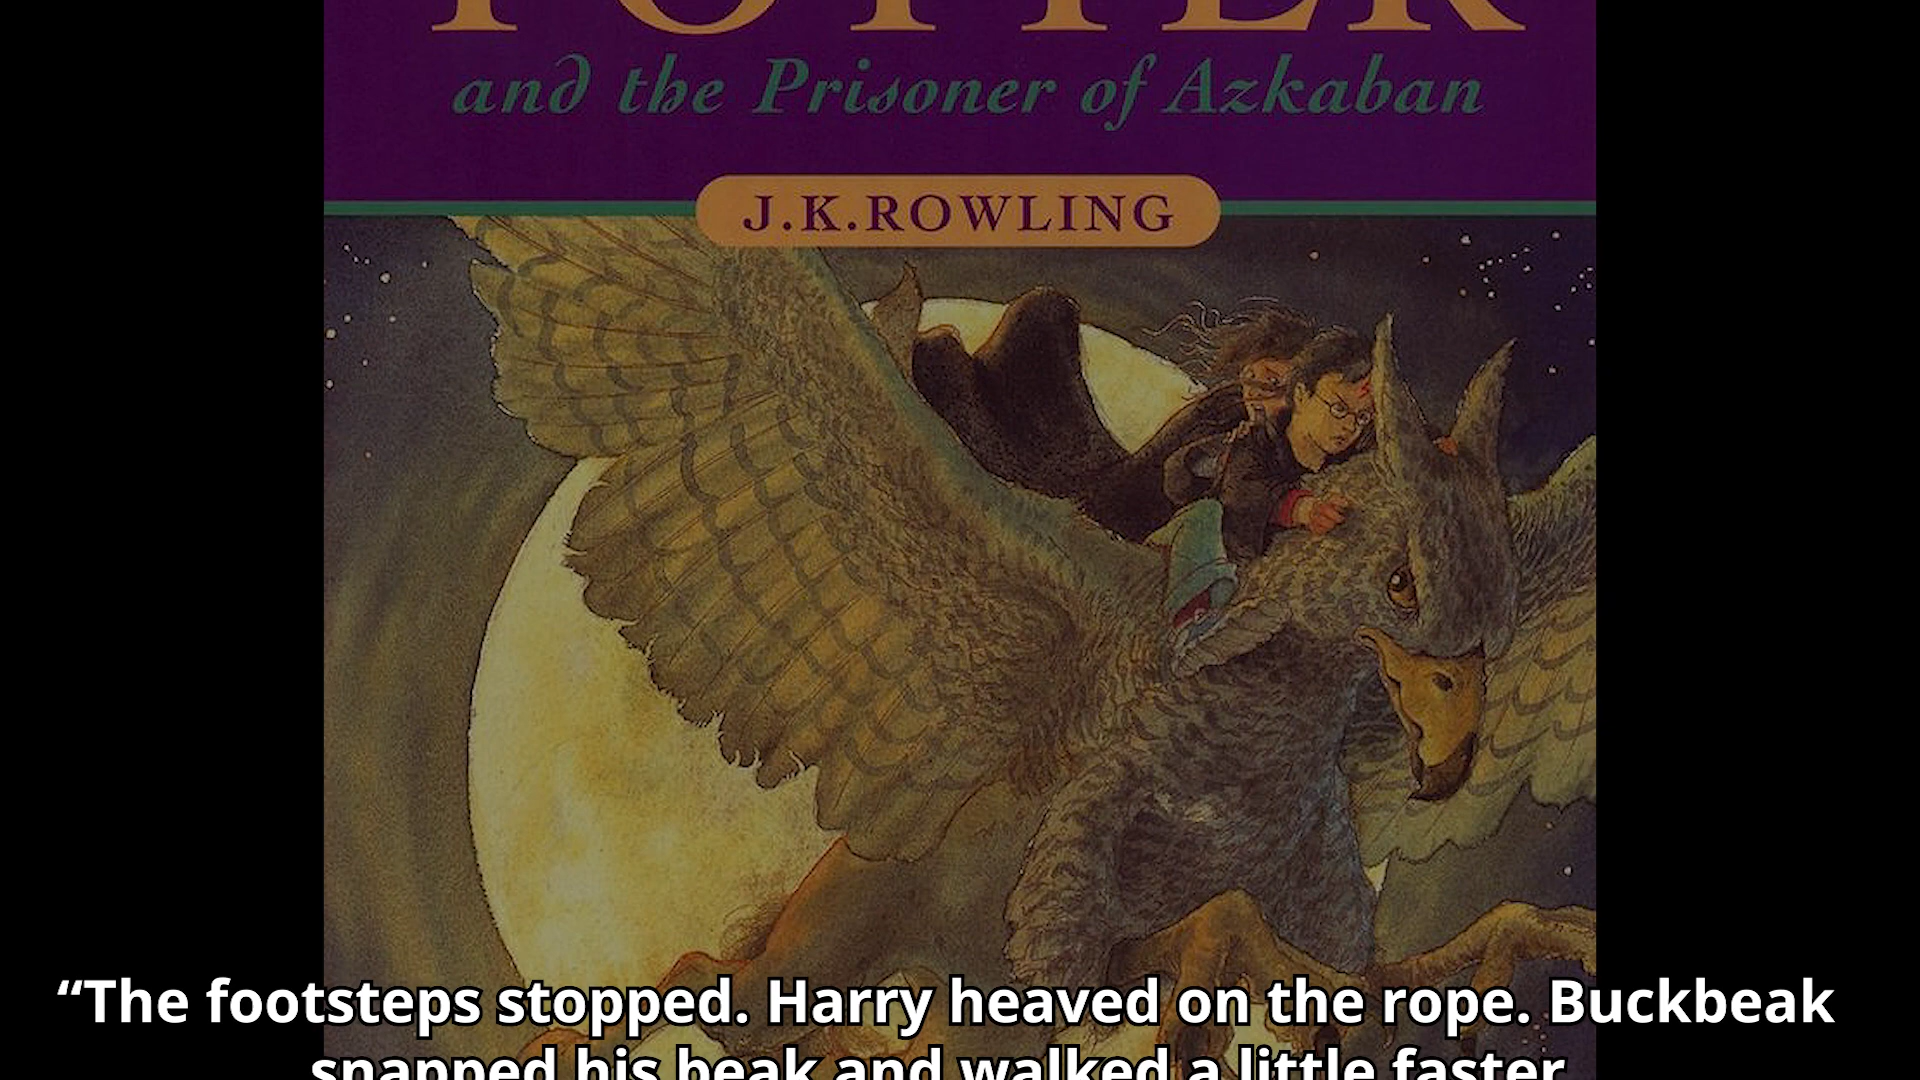 POTTER
and the Prisoner of Azkaban
J.K.ROWLING
“The footsteps stopped. Harry heaved on the rope. Buckbeak
snapped his beak and walked a little faster.